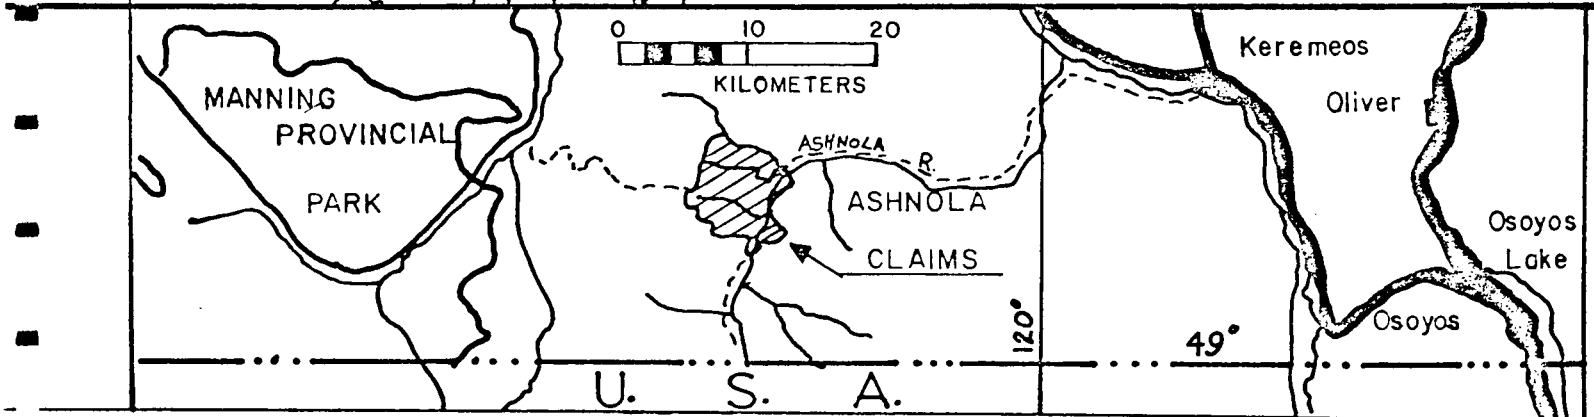 0 10 20
KILOMETERS
Keremeos
Oliver
MANNING
PROVINCIAL
PARK
ASHNOLA R.
ASHNOLA
CLAIMS
Osoyos
Lake
Osoyos
120°
49°
U. S. A.